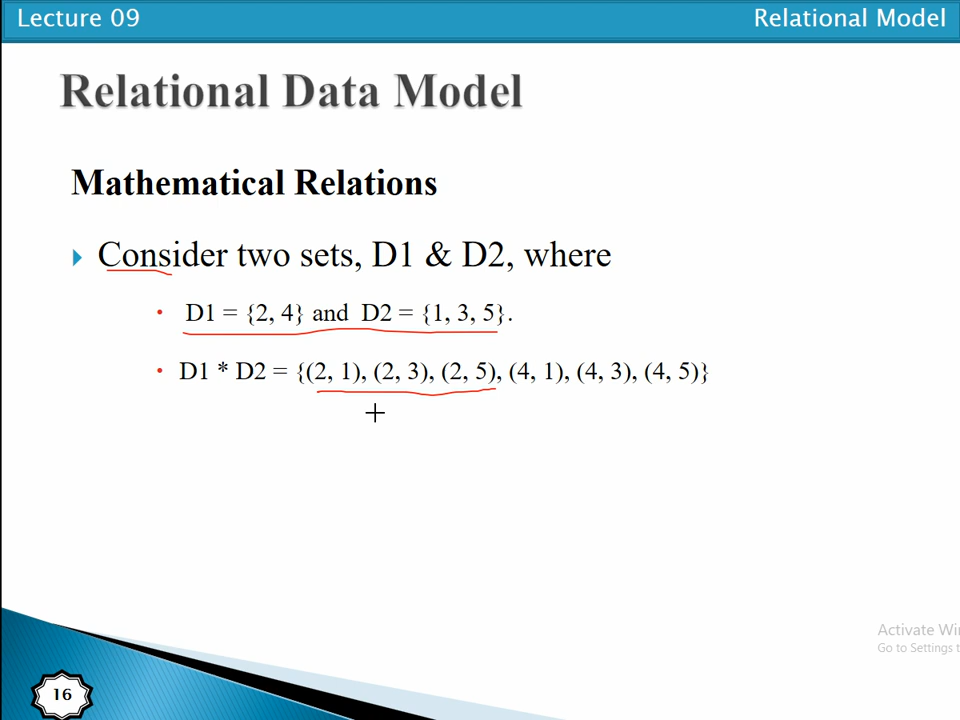 Lecture 09
Relational Model
Relational Data Model
Mathematical Relations
Consider two sets, D1 & D2, where
D1 = {2, 4} and D2 = {1, 3, 5}.
D1 * D2 = {(2, 1), (2, 3), (2, 5), (4, 1), (4, 3), (4, 5)}
Activate
Go to Settings
16